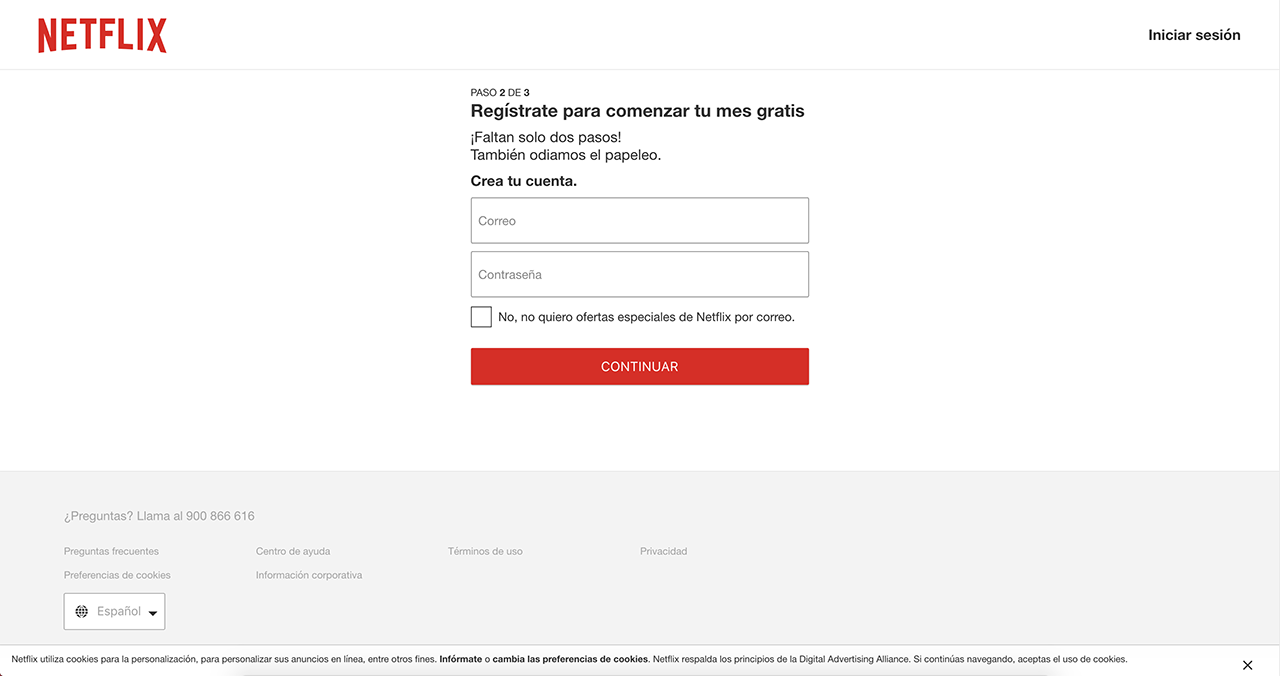 NETFLIX
Iniciar sesión
PASO 2 DE 3
Regístrate para comenzar tu mes gratis
¡Faltan solo dos pasos!
También odiamos el papeleo.
Crea tu cuenta.
Correo
Contraseña
No, no quiero ofertas especiales de Netflix por correo.
CONTINUAR
¿Preguntas? Llama al 900 866 616
Preguntas frecuentes
Centro de ayuda
Términos de uso
Privacidad
Preferencias de cookies
Información corporativa
Español
Netflix utiliza cookies para la personalización, para personalizar sus anuncios en línea, entre otros fines. Infórmate o cambia las preferencias de cookies. Netflix respalda los principios de la Digital Advertising Alliance. Si continúas navegando, aceptas el uso de cookies.